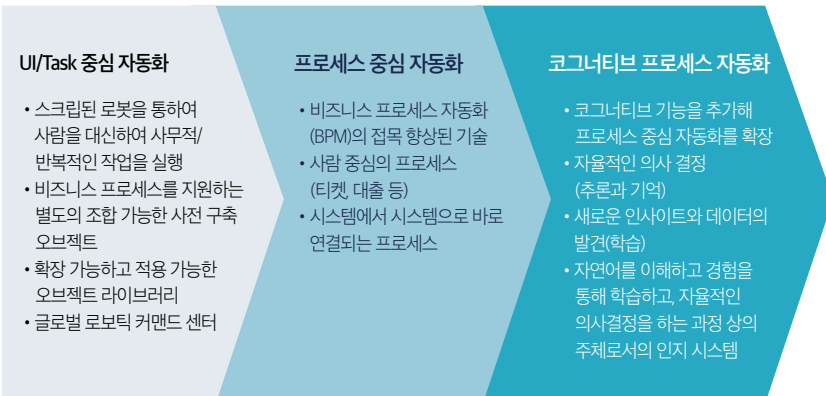 UI/Task 중심 자동화
• 스크립된 로봇을 통하여
사람을 대신하여 사무적/
반복적인 작업을 실행
• 비즈니스 프로세스를 지원하는
별도의 조합 가능한 사전 구축
오브젝트
• 확장 가능하고 적용 가능한
오브젝트 라이브러리
• 글로벌 로보틱 커맨드 센터
프로세스 중심 자동화
• 비즈니스 프로세스 자동화
(BPM)의 접목 향상된 기술
• 사람 중심의 프로세스
(티켓, 대출 등)
• 시스템에서 시스템으로 바로
연결되는 프로세스
코그너티브 프로세스 자동화
• 코그너티브 기능을 추가해
프로세스 중심 자동화를 확장
• 자율적인 의사 결정
(추론과 기억)
• 새로운 인사이트와 데이터의
발견(학습)
• 자연어를 이해하고 경험을
통해 학습하고, 자율적인
의사결정을 하는 과정 상의
주체로서의 인지 시스템